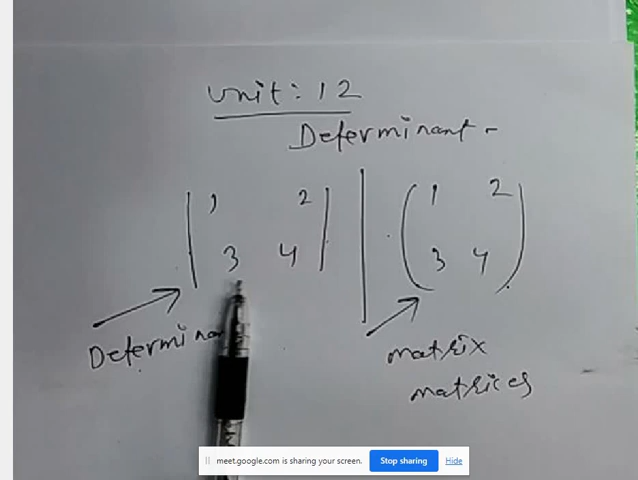 Unit: 12
Determinant -
1 2
3 4
1 2
3 4
Determina
matrix
matrices
meet.google.com is sharing your screen. Stop sharing Hide